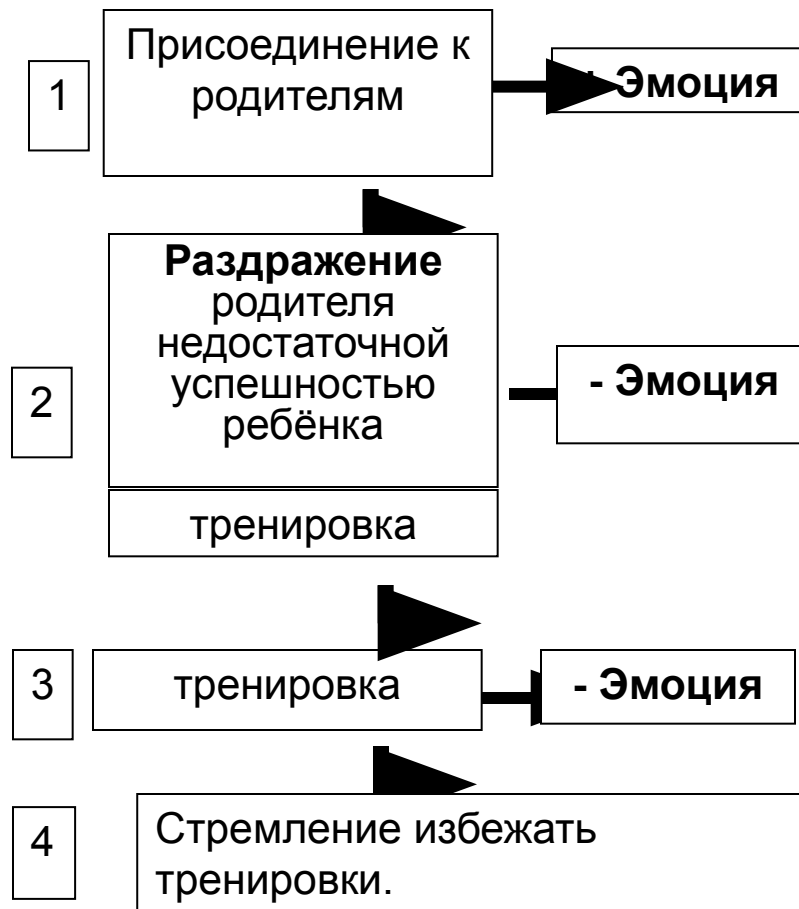 1
Присоединение к
родителям
+ Эмоция
2
Раздражение
родителя
недостаточной
успешностью
ребёнка
- Эмоция
тренировка
3
тренировка
- Эмоция
4
Стремление избежать
тренировки.